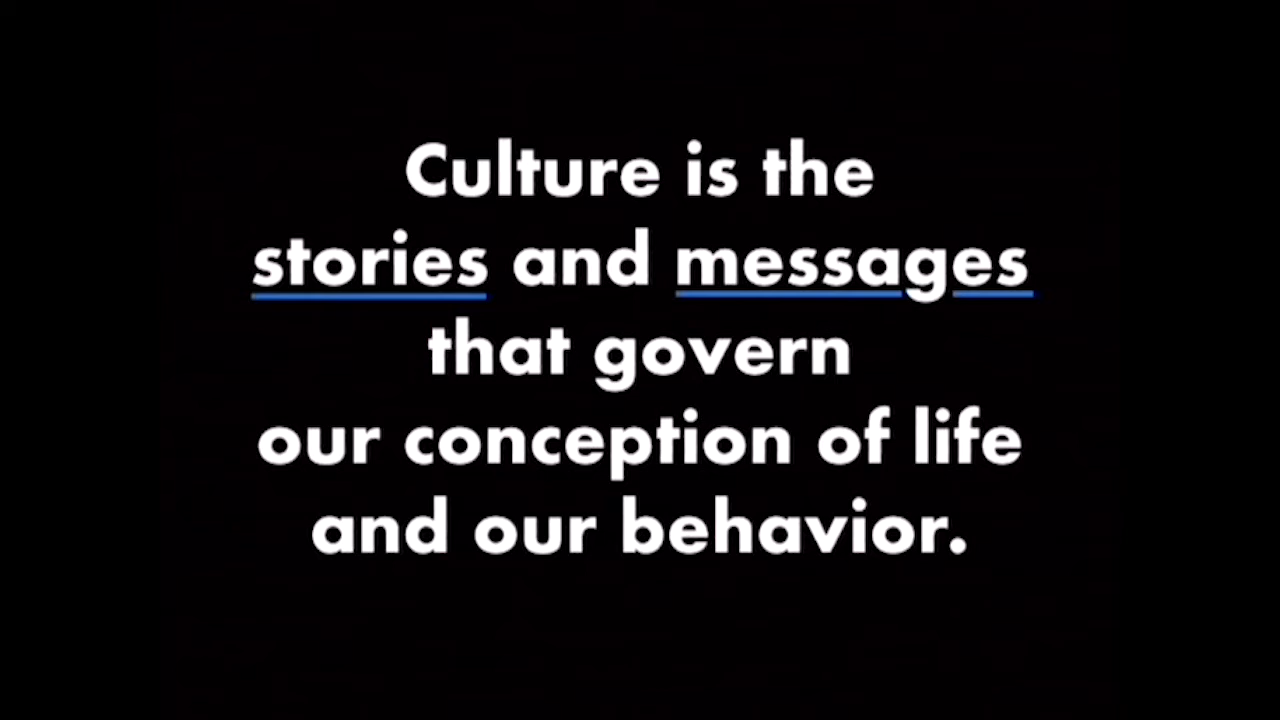 Culture is the
stories and messages
that govern
our conception of life
and our behavior.